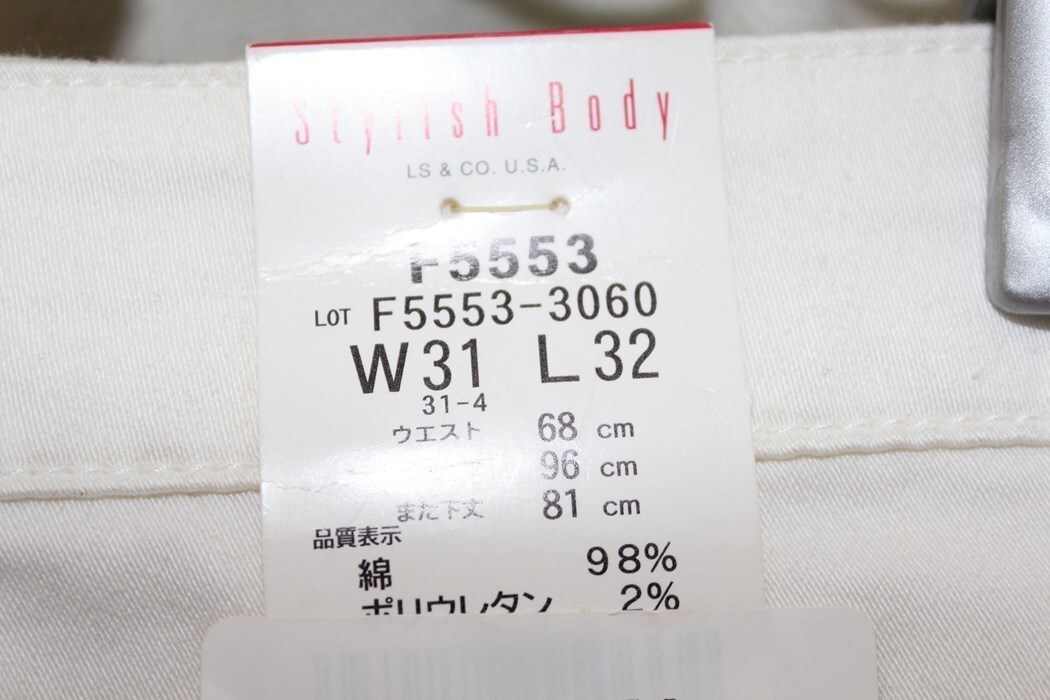 Stylish Body
LS & CO. U.S.A.
F5553
LOT F5553-3060
W31 L32
31-4
ウエスト 68 cm
96 cm
また下丈 81 cm
品質表示
綿 98%
ポリウレタン 2%